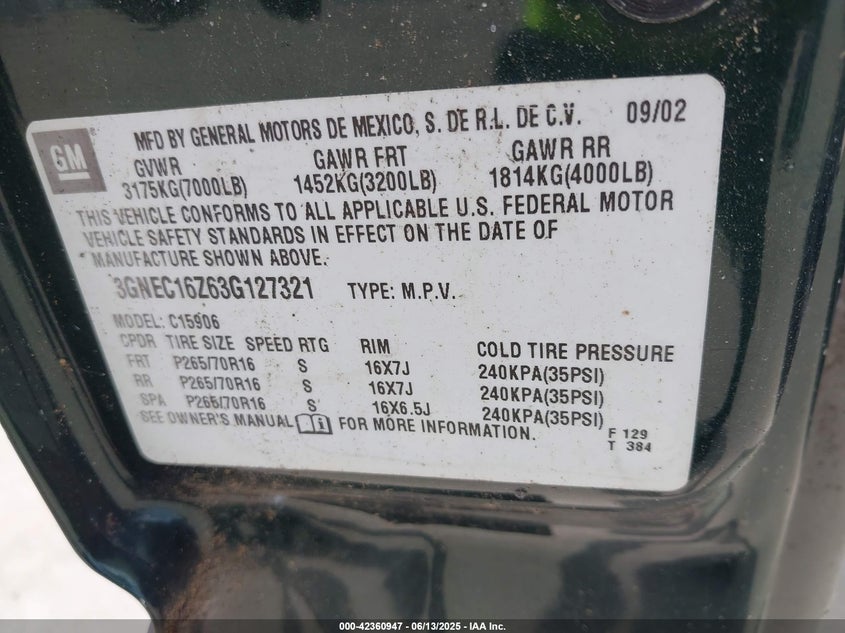 GM
MFD BY GENERAL MOTORS DE MEXICO, S. DE R.L. DE C.V. 09/02
GVWR GAWR FRT GAWR RR
3175KG(7000LB) 1452KG(3200LB) 1814KG(4000LB)
THIS VEHICLE CONFORMS TO ALL APPLICABLE U.S. FEDERAL MOTOR
VEHICLE SAFETY STANDARDS IN EFFECT ON THE DATE OF
MANUFACTURE SHOWN ABOVE.
3GNEC16Z63G127321 TYPE: M.P.V.
MODEL: C15906
CPDR TIRE SIZE SPEED RTG RIM COLD TIRE PRESSURE
FRT P265/70R16 S 16X7J 240KPA(35PSI)
RR P265/70R16 S 16X7J 240KPA(35PSI)
SPA P265/70R16 S 16X6.5J 240KPA(35PSI)
SEE OWNER'S MANUAL i FOR MORE INFORMATION.
F 129
T 384
000-42360947 - 06/13/2025 - IAA Inc.